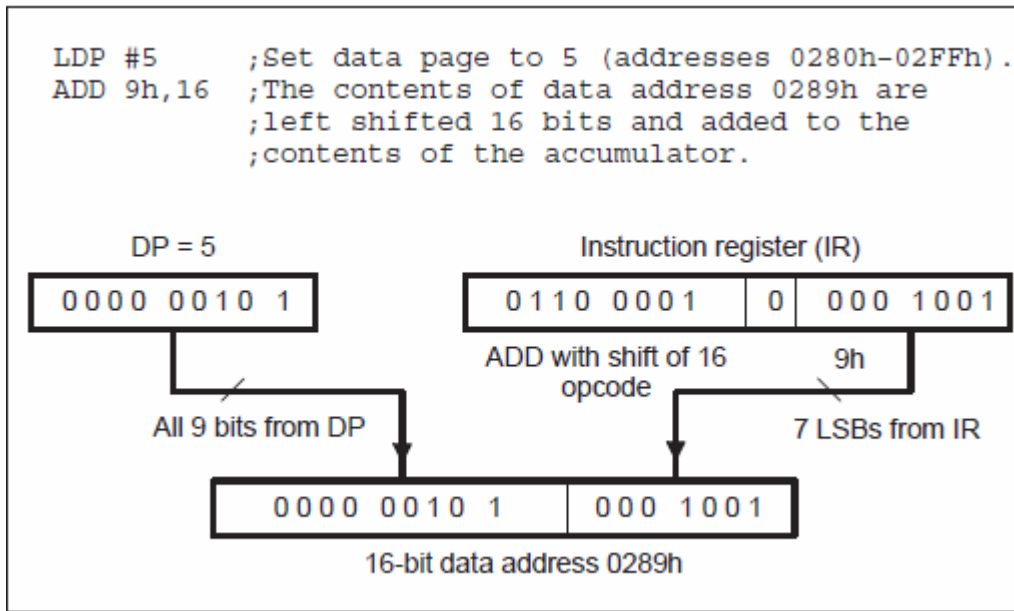 LDP #5 ;Set data page to 5 (addresses 0280h–02FFh).
ADD 9h,16 ;The contents of data address 0289h are
;left shifted 16 bits and added to the
;contents of the accumulator.
DP = 5
Instruction register (IR)
0000 0010 1
0110 0001 0 000 1001
ADD with shift of 16
opcode
9h
All 9 bits from DP
7 LSBs from IR
0000 0010 1 000 1001
16-bit data address 0289h